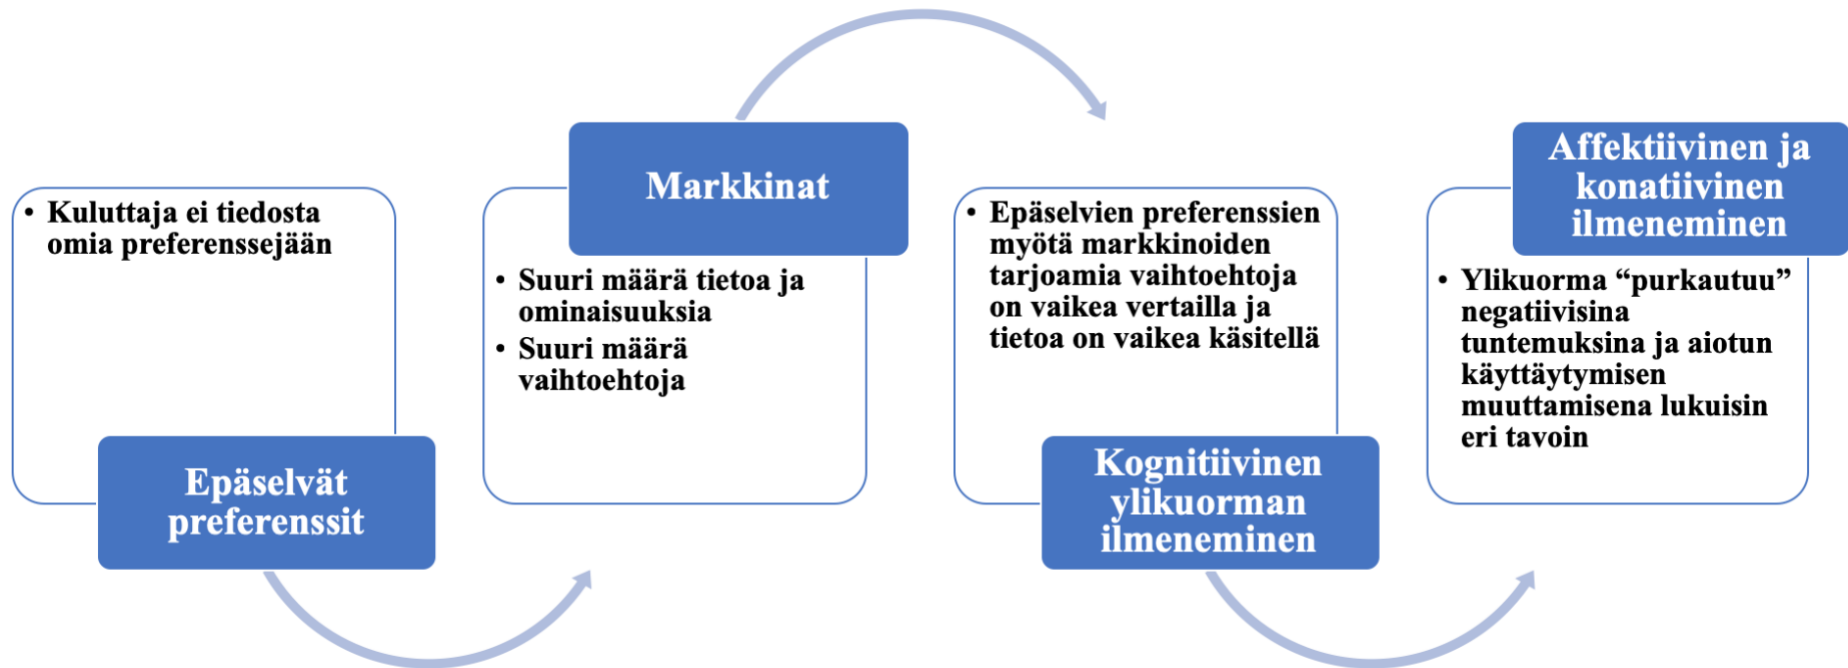 • Kuluttaja ei tiedosta
omia preferenssejään
Epäselvät
preferenssit
Markkinat
• Suuri määrä tietoa ja
ominaisuuksia
• Suuri määrä
vaihtoehtoja
• Epäselvien preferenssien
myötä markkinoiden
tarjoamia vaihtoehtoja
on vaikea vertailla ja
tietoa on vaikea käsitellä
Kognitiivinen
ylikuorman
ilmeneminen
Affektiivinen ja
konatiivinen
ilmeneminen
• Ylikuorma “purkautuu”
negatiivisina
tuntemuksina ja aiotun
käyttäytymisen
muuttamisena lukuisin
eri tavoin